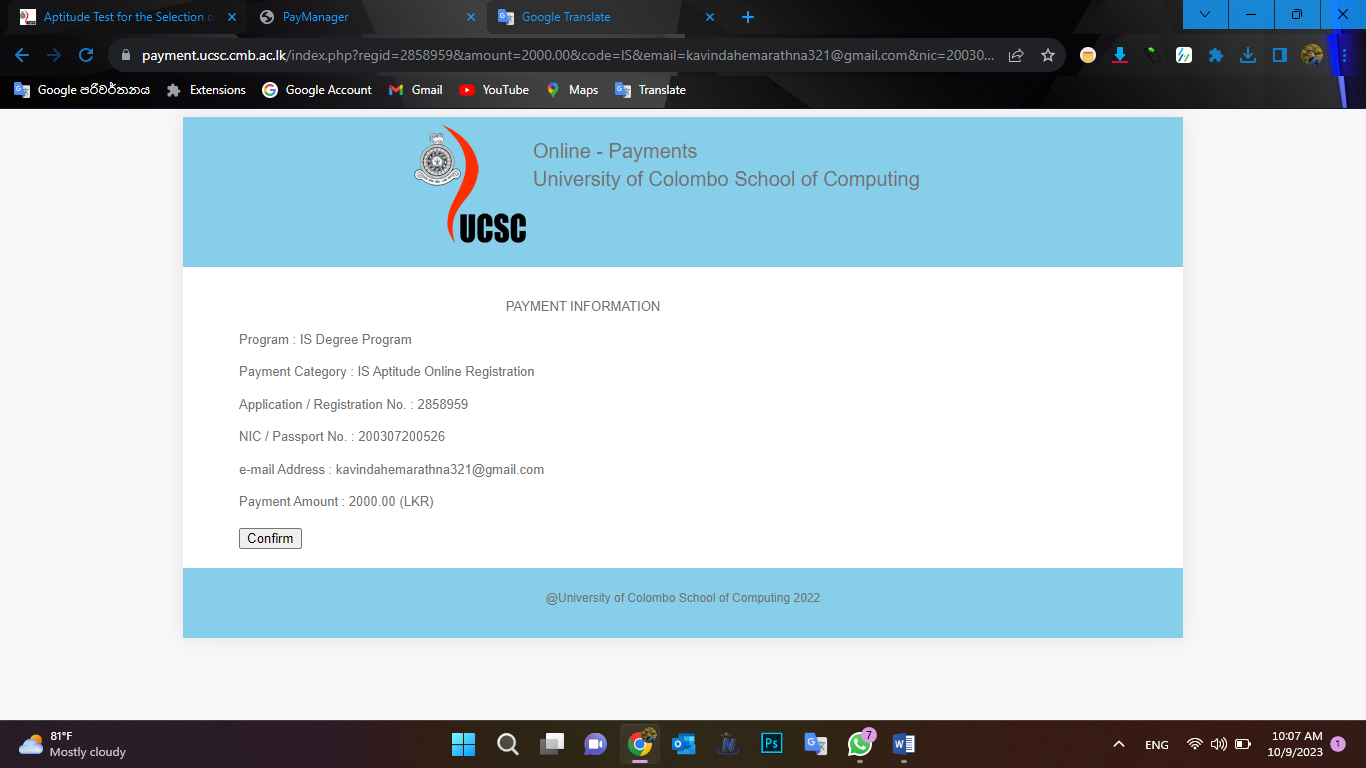 Aptitude Test for the Selection o
PayManager
Google Translate
payment.ucsc.cmb.ac.lk/index.php?regid=2858959&amount=2000.00&code=IS&email=kavindahemarathna321@gmail.com&nic=20030...
Google පරිවර්තනය
Extensions
Google Account
Gmail
YouTube
Maps
Translate
Online - Payments
University of Colombo School of Computing
UCSC
PAYMENT INFORMATION
Program : IS Degree Program
Payment Category : IS Aptitude Online Registration
Application / Registration No. : 2858959
NIC / Passport No. : 200307200526
e-mail Address : kavindahemarathna321@gmail.com
Payment Amount : 2000.00 (LKR)
Confirm
@University of Colombo School of Computing 2022
81°F
Mostly cloudy
Ps
7
ENG
10:07 AM
10/9/2023
1